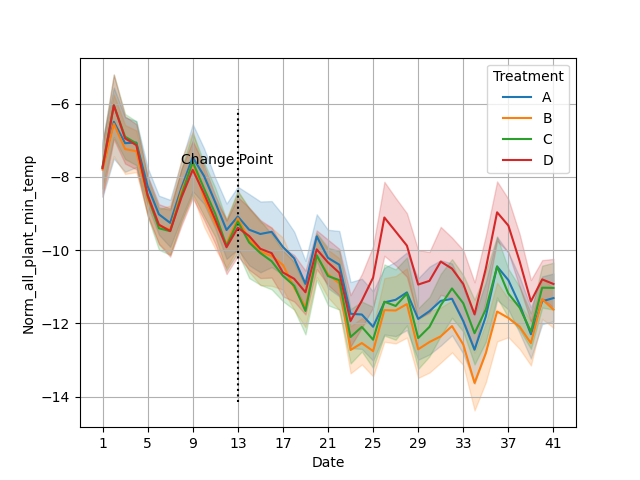 Treatment
A
B
C
D
Change Point
Norm_all_plant_min_temp
−6
−8
−10
−12
−14
1 5 9 13 17 21 25 29 33 37 41
Date